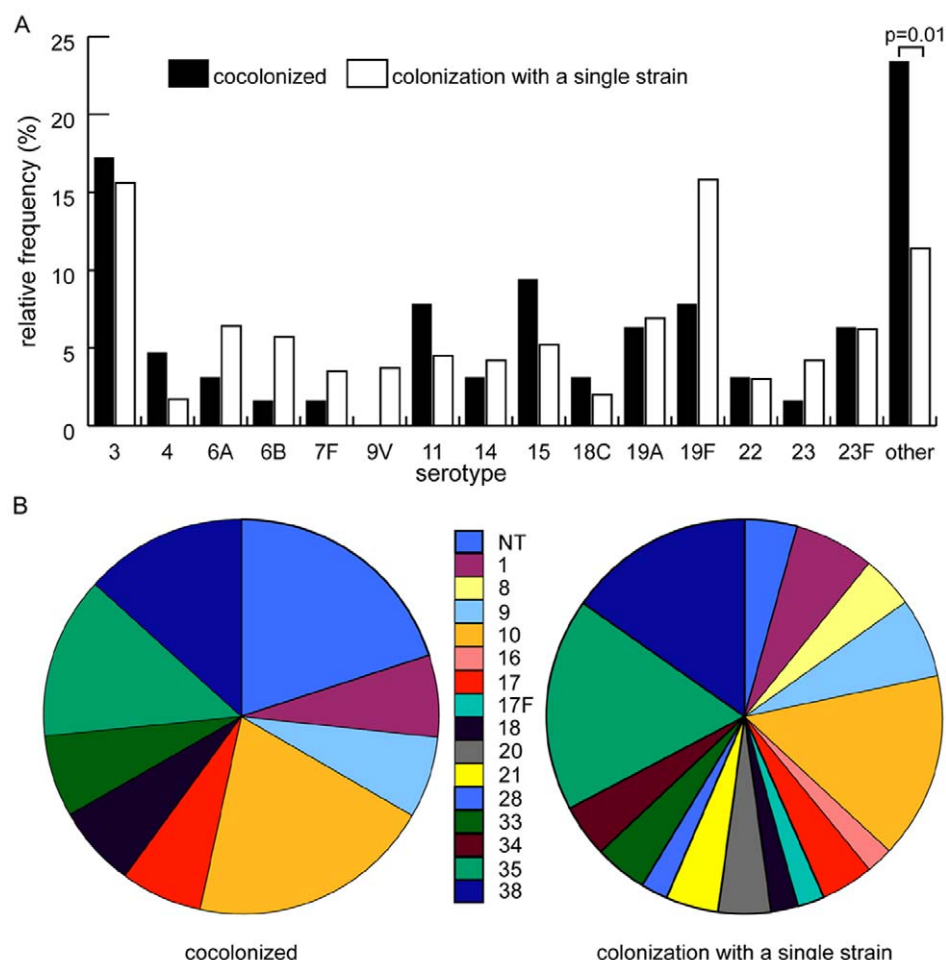 A
25
20
15
10
5
0
relative frequency (%)
cocolonized
colonization with a single strain
p=0.01
3 4 6A 6B 7F 9V 11 14 15 18C 19A 19F 22 23 23F other
serotype
B
NT
1
8
9
10
16
17
17F
18
20
21
28
33
34
35
38
cocolonized
colonization with a single strain